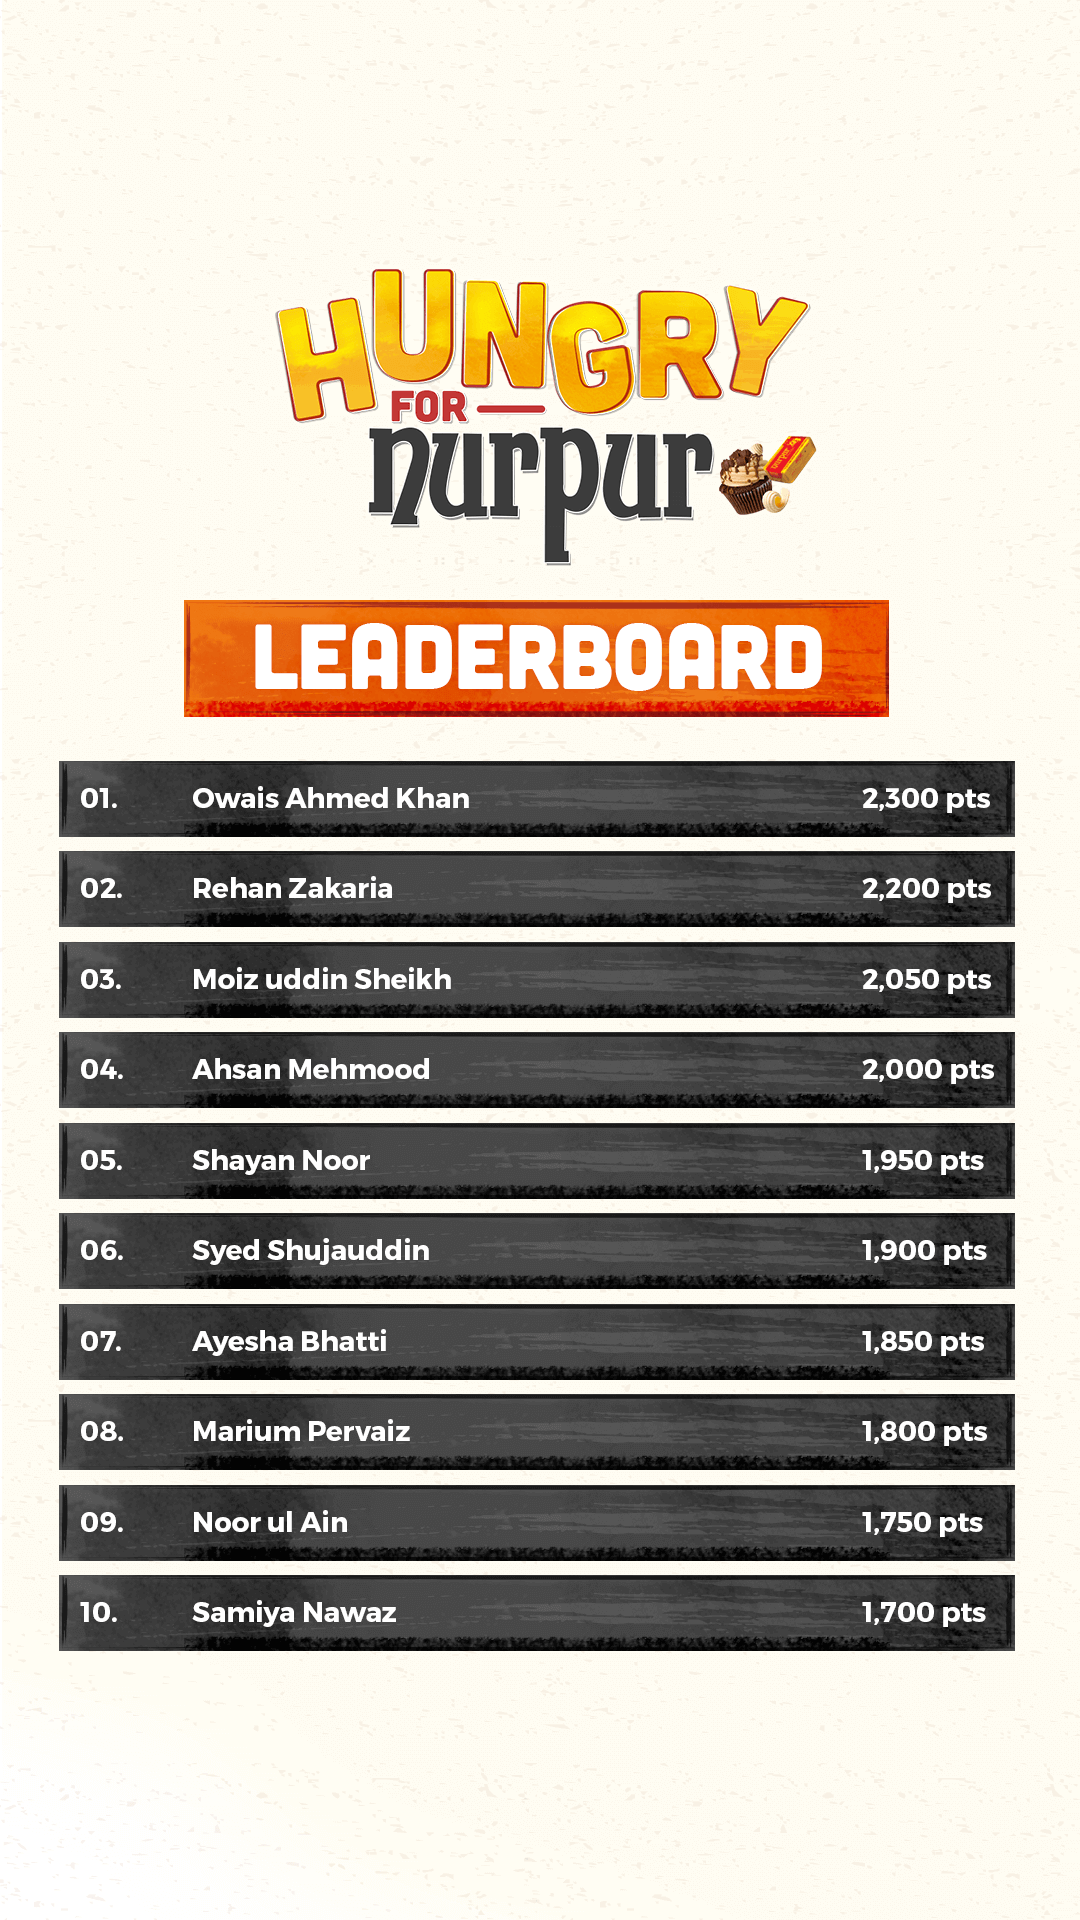 HUNGRY
FOR
nurpur
LEADERBOARD
01. Owais Ahmed Khan 2,300 pts
02. Rehan Zakaria 2,200 pts
03. Moiz uddin Sheikh 2,050 pts
04. Ahsan Mehmood 2,000 pts
05. Shayan Noor 1,950 pts
06. Syed Shujauddin 1,900 pts
07. Ayesha Bhatti 1,850 pts
08. Marium Pervaiz 1,800 pts
09. Noor ul Ain 1,750 pts
10. Samiya Nawaz 1,700 pts